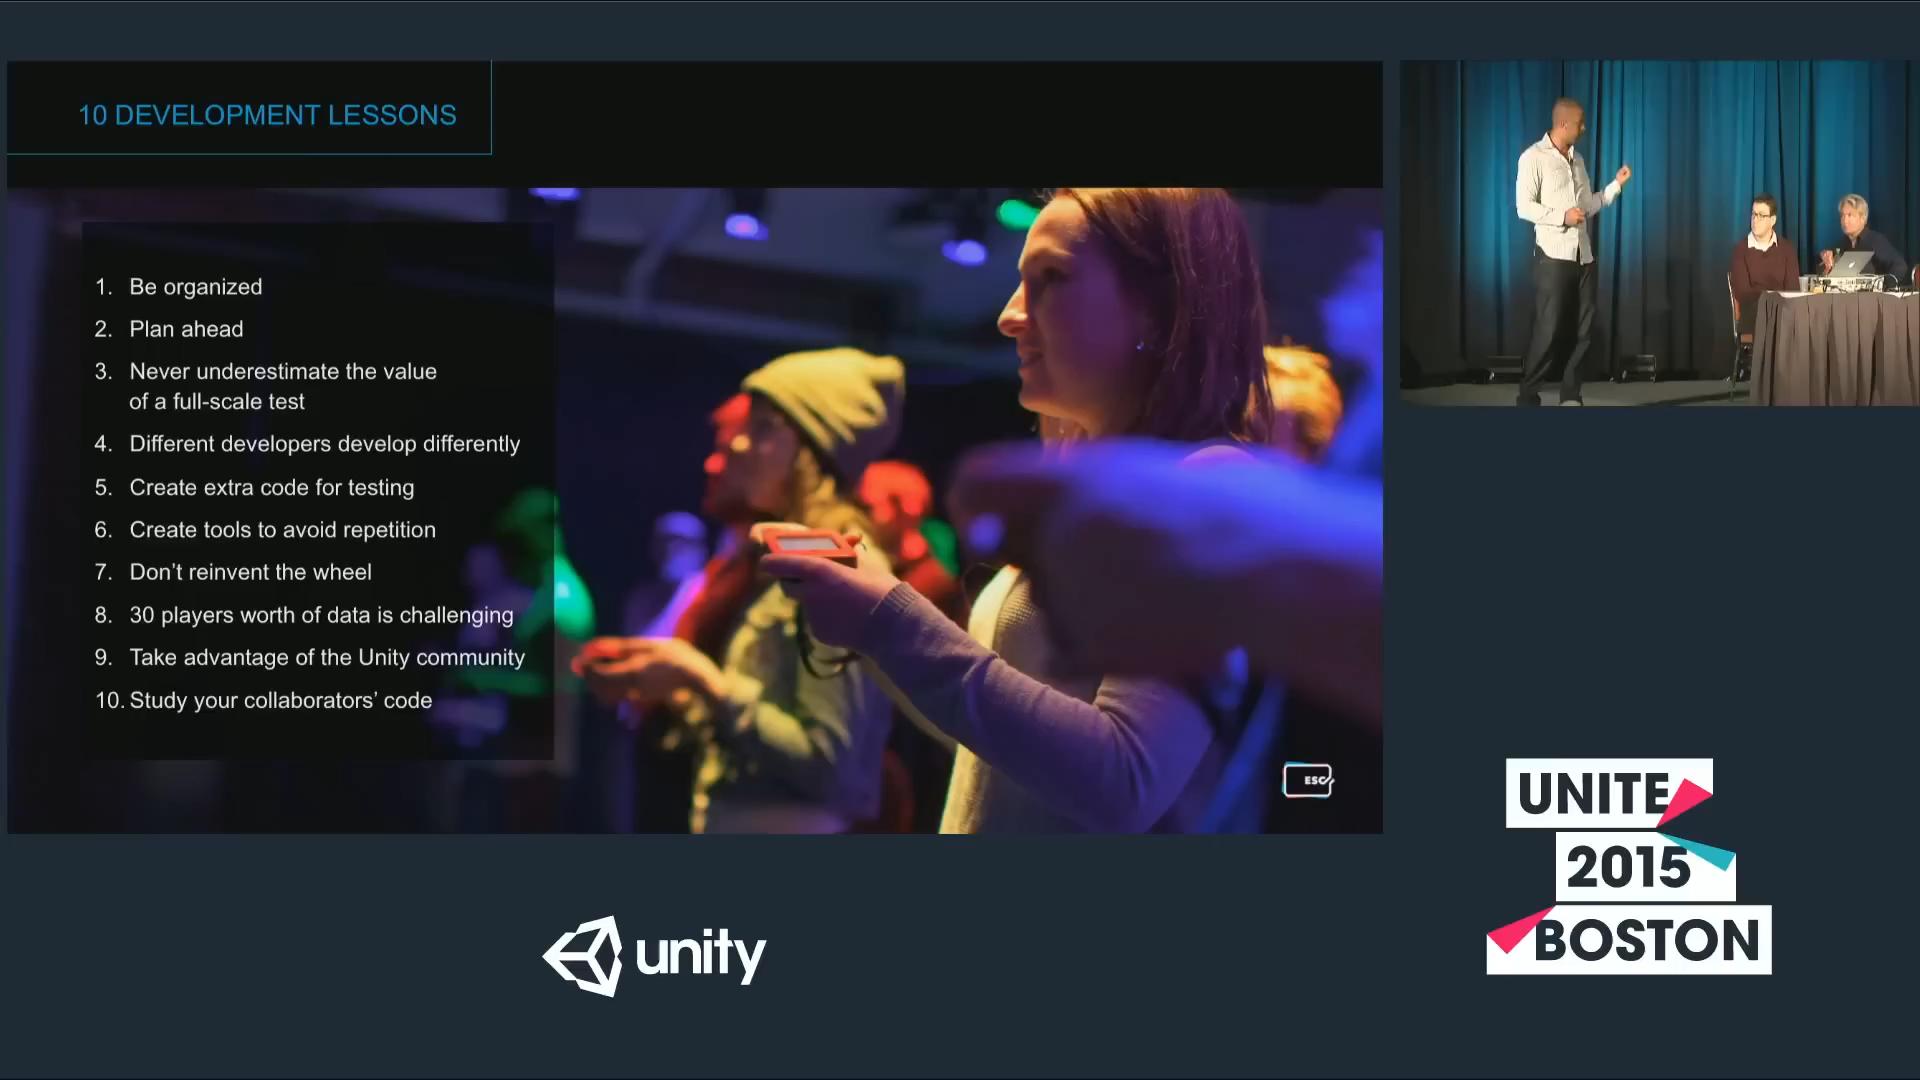 10 DEVELOPMENT LESSONS
1. Be organized
2. Plan ahead
3. Never underestimate the value
of a full-scale test
4. Different developers develop differently
5. Create extra code for testing
6. Create tools to avoid repetition
7. Don’t reinvent the wheel
8. 30 players worth of data is challenging
9. Take advantage of the Unity community
10. Study your collaborators’ code
ESC
unity
UNITE
2015
BOSTON